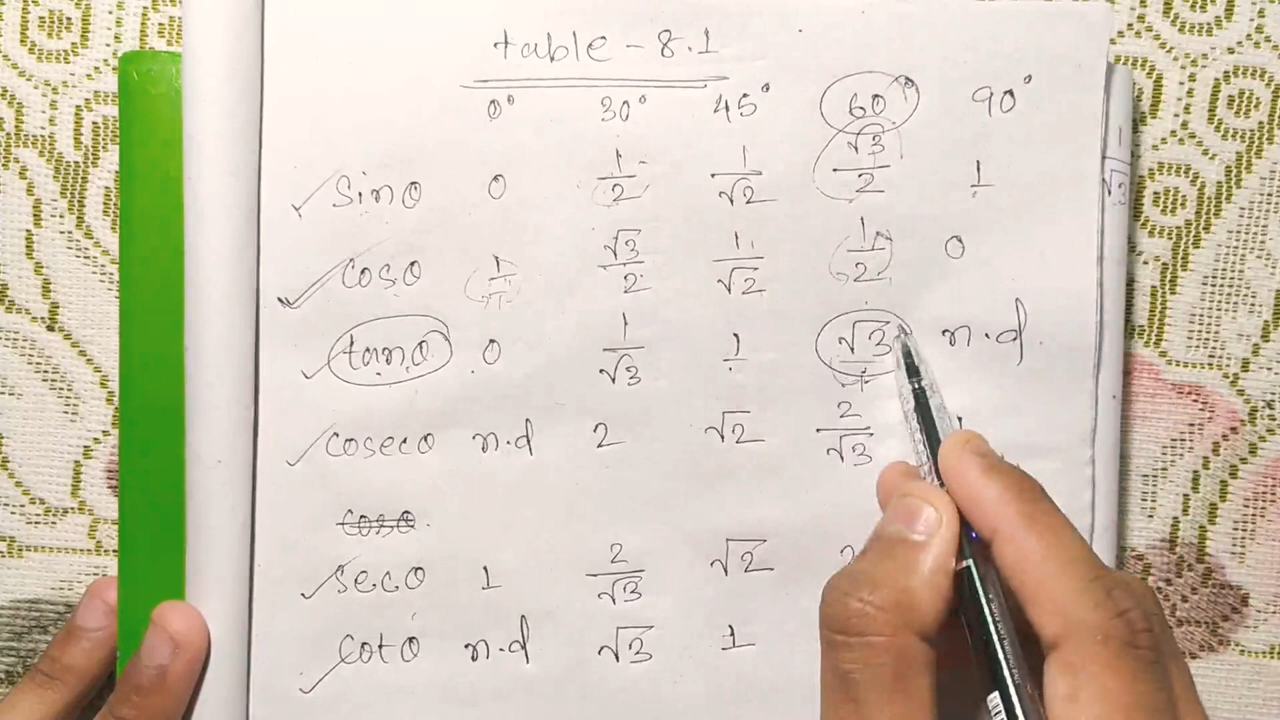 table - 8.1
0° 30° 45° 60° 90°
Sinθ 0 1/2 1/√2 √3/2 1
Cosθ 1/1 √3/2 1/√2 1/2 0
tanθ 0 1/√3 1 √3/1 n.d
Cosecθ n.d 2 √2 2/√3
Cosθ
Secθ 1 2/√3 √2
Cotθ n.d √3 1